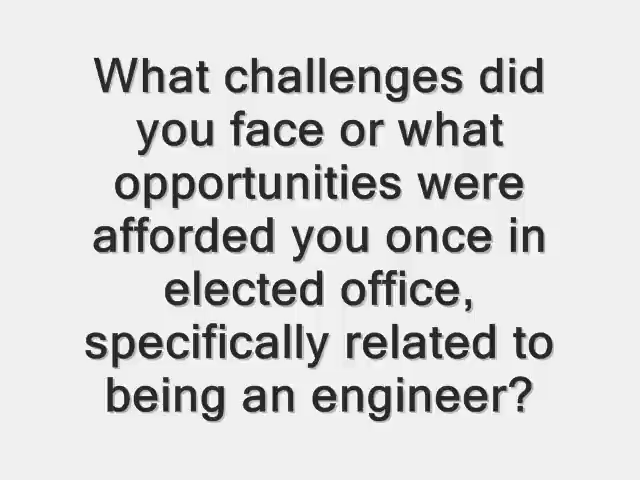 What challenges did
you face or what
opportunities were
afforded you once in
elected office,
specifically related to
being an engineer?